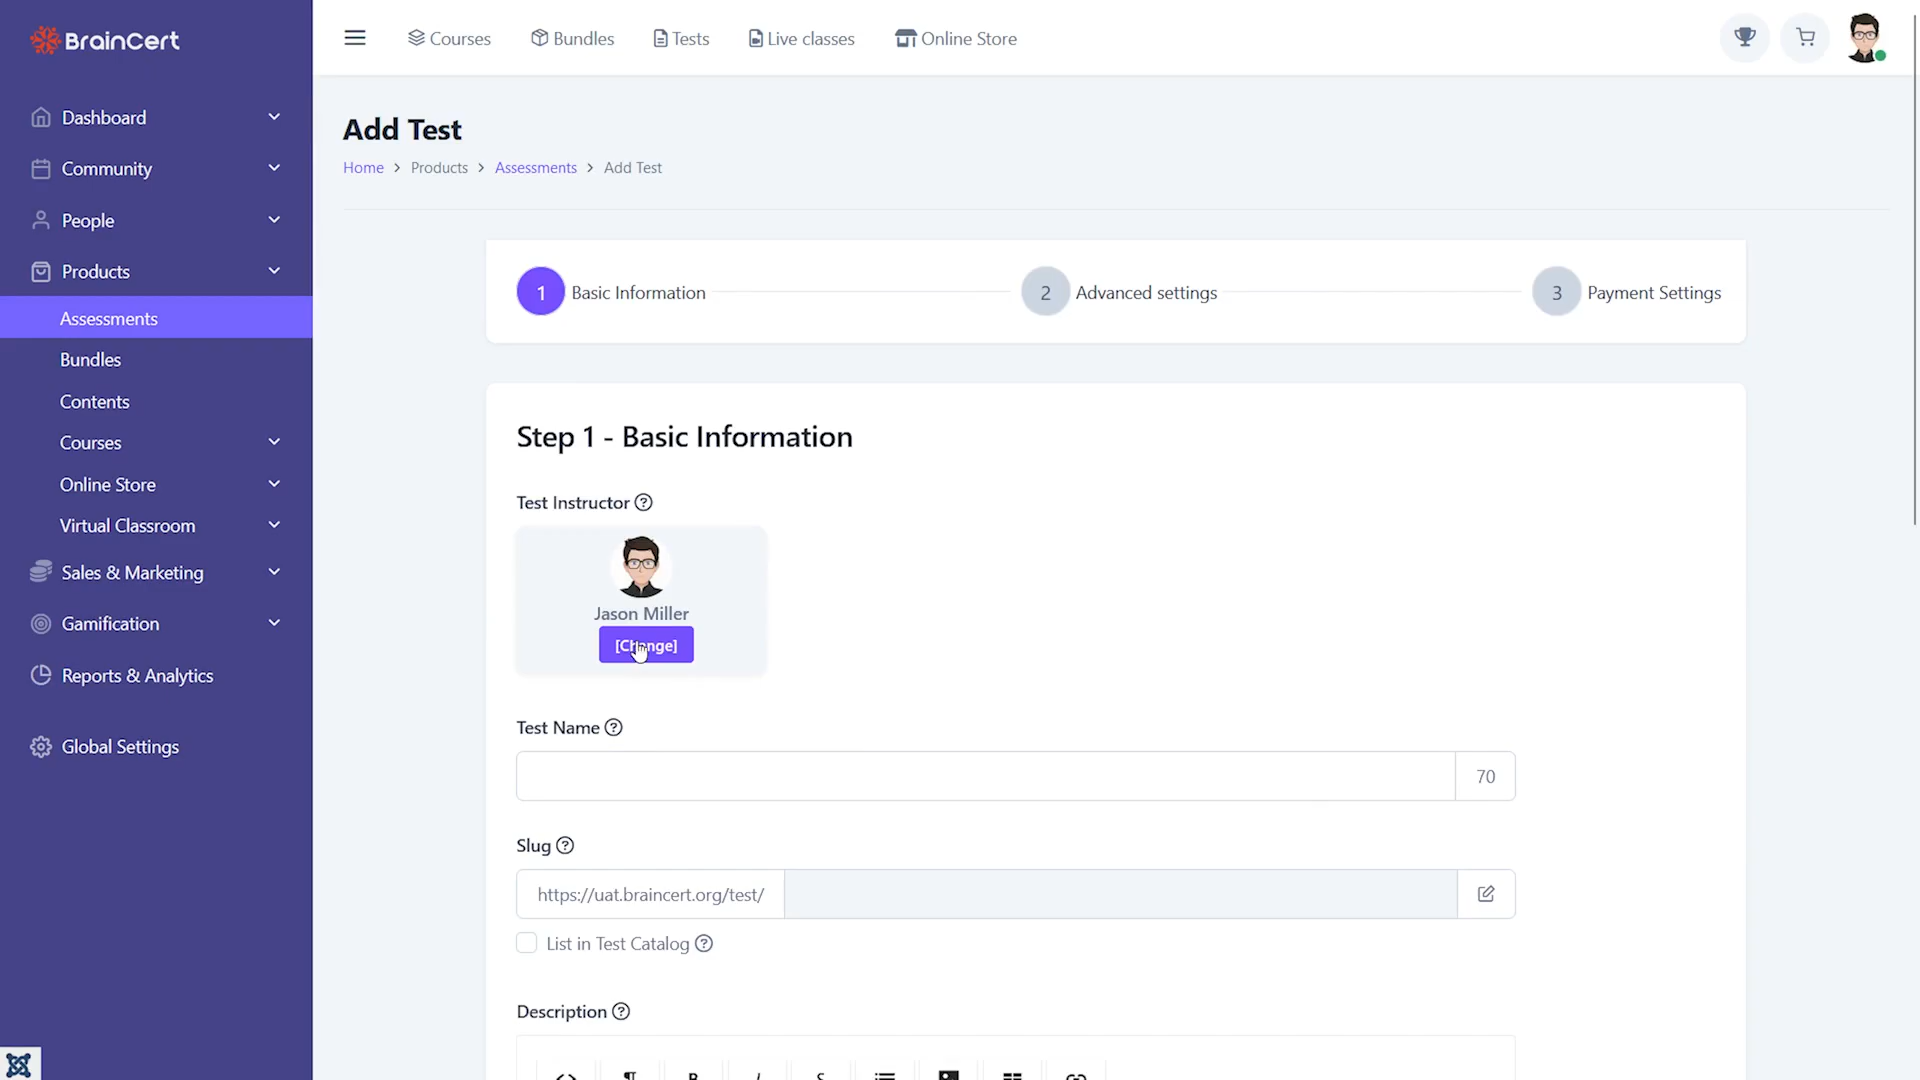 BrainCert
Courses
Bundles
Tests
Live classes
Online Store
Dashboard
Community
People
Products
Assessments
Bundles
Contents
Courses
Online Store
Virtual Classroom
Sales & Marketing
Gamification
Reports & Analytics
Global Settings
Add Test
Home > Products > Assessments > Add Test
1 Basic Information
2 Advanced settings
3 Payment Settings
Step 1 - Basic Information
Test Instructor ?
Jason Miller
[Change]
Test Name ?
70
Slug ?
https://uat.braincert.org/test/
List in Test Catalog ?
Description ?